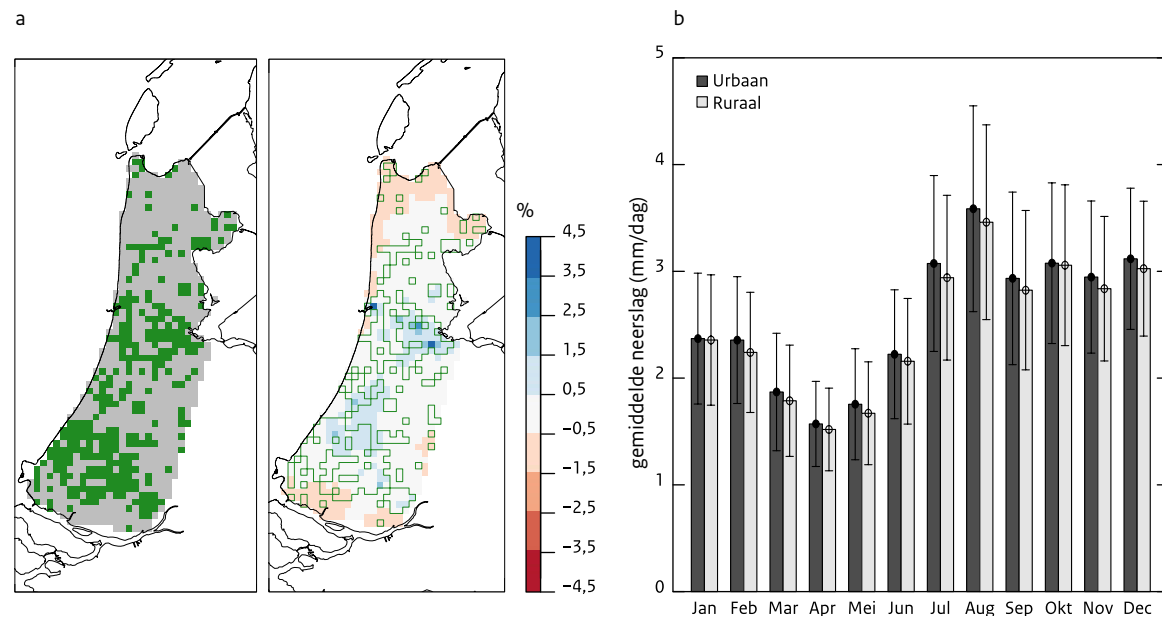 a
%
4,5
3,5
2,5
1,5
0,5
−0,5
−1,5
−2,5
−3,5
−4,5
b
gemiddelde nerslag (mm/dag)
5
4
3
2
1
0
Urbaan
Ruraal
Jan Feb Mar Apr Mei Jun Jul Aug Sep Okt Nov Dec